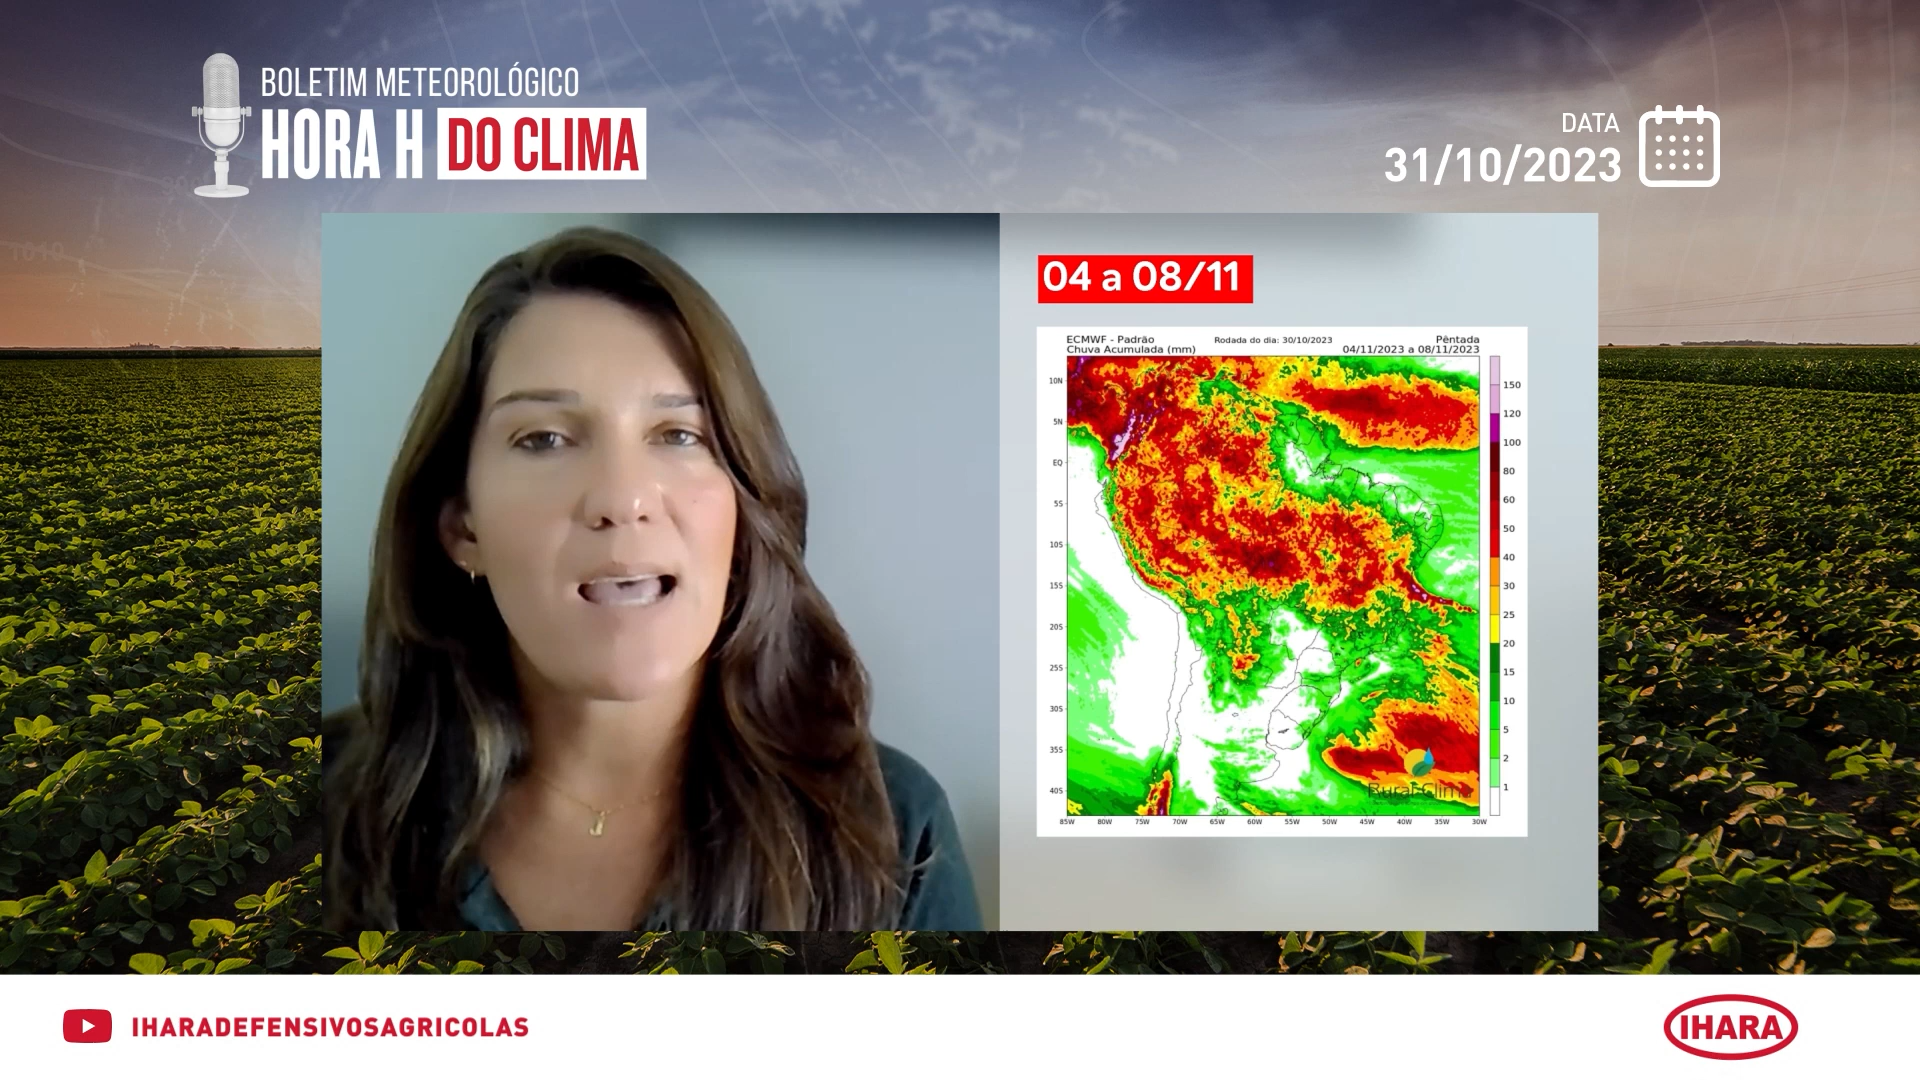 BOLETIM METEOROLÓGICO
HORA H DO CLIMA
DATA
31/10/2023
04 a 08/11
ECMWF - Padrão Rodada do dia: 30/10/2023 Pêntada
Chuva Acumulada (mm) 04/11/2023 a 08/11/2023
10N
5N
EQ
5S
10S
15S
20S
25S
30S
35S
40S
85W 80W 75W 70W 65W 60W 55W 50W 45W 40W 35W 30W
150
120
100
80
60
50
40
30
25
20
15
10
5
2
1
Rural Clima
IHARADEFENSIVOSAGRICOLAS
IHARA